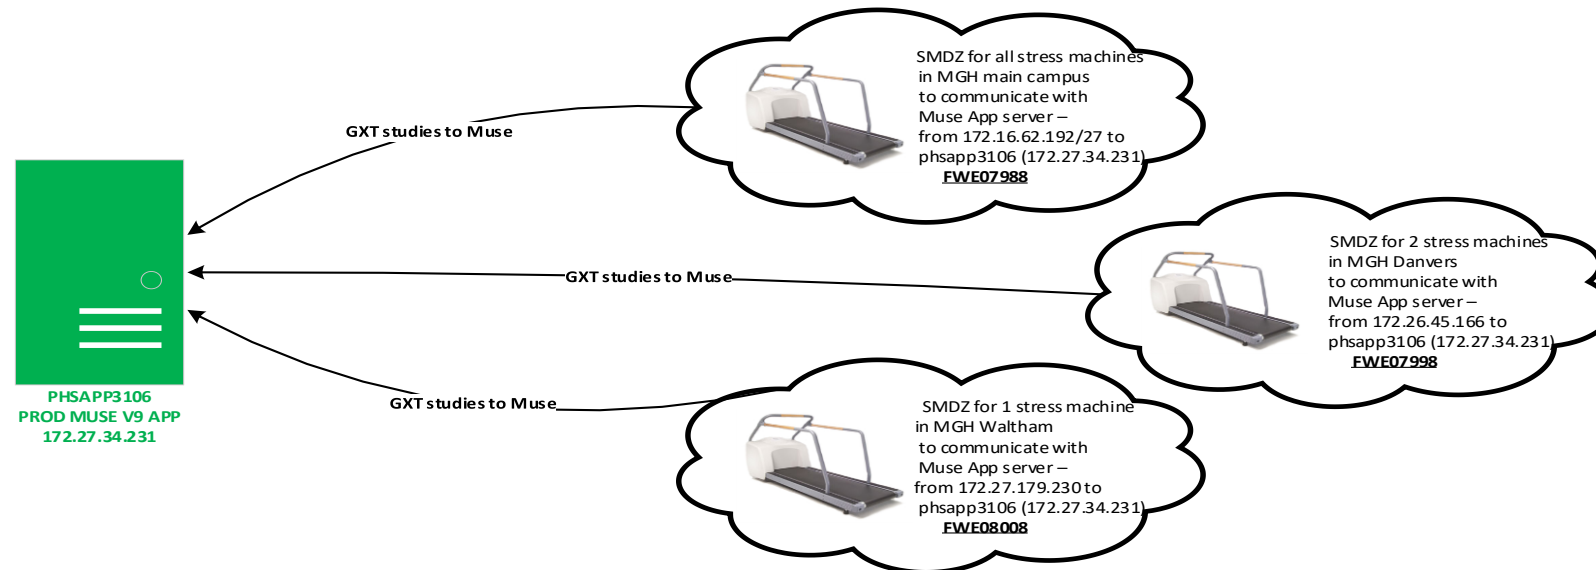 SMDZ for all stress machines
in MGH main campus
to communicate with
Muse App server –
from 172.16.62.192/27 to
phsapp3106 (172.27.34.231)
FWE07988
GXT studies to Muse
SMDZ for 2 stress machines
in MGH Danvers
to communicate with
Muse App server –
from 172.26.45.166 to
phsapp3106 (172.27.34.231)
FWE07998
GXT studies to Muse
PHSAPP3106
PROD MUSE V9 APP
172.27.34.231
GXT studies to Muse
SMDZ for 1 stress machine
in MGH Waltham
to communicate with
Muse App server –
from 172.27.179.230 to
phsapp3106 (172.27.34.231)
FWE08008